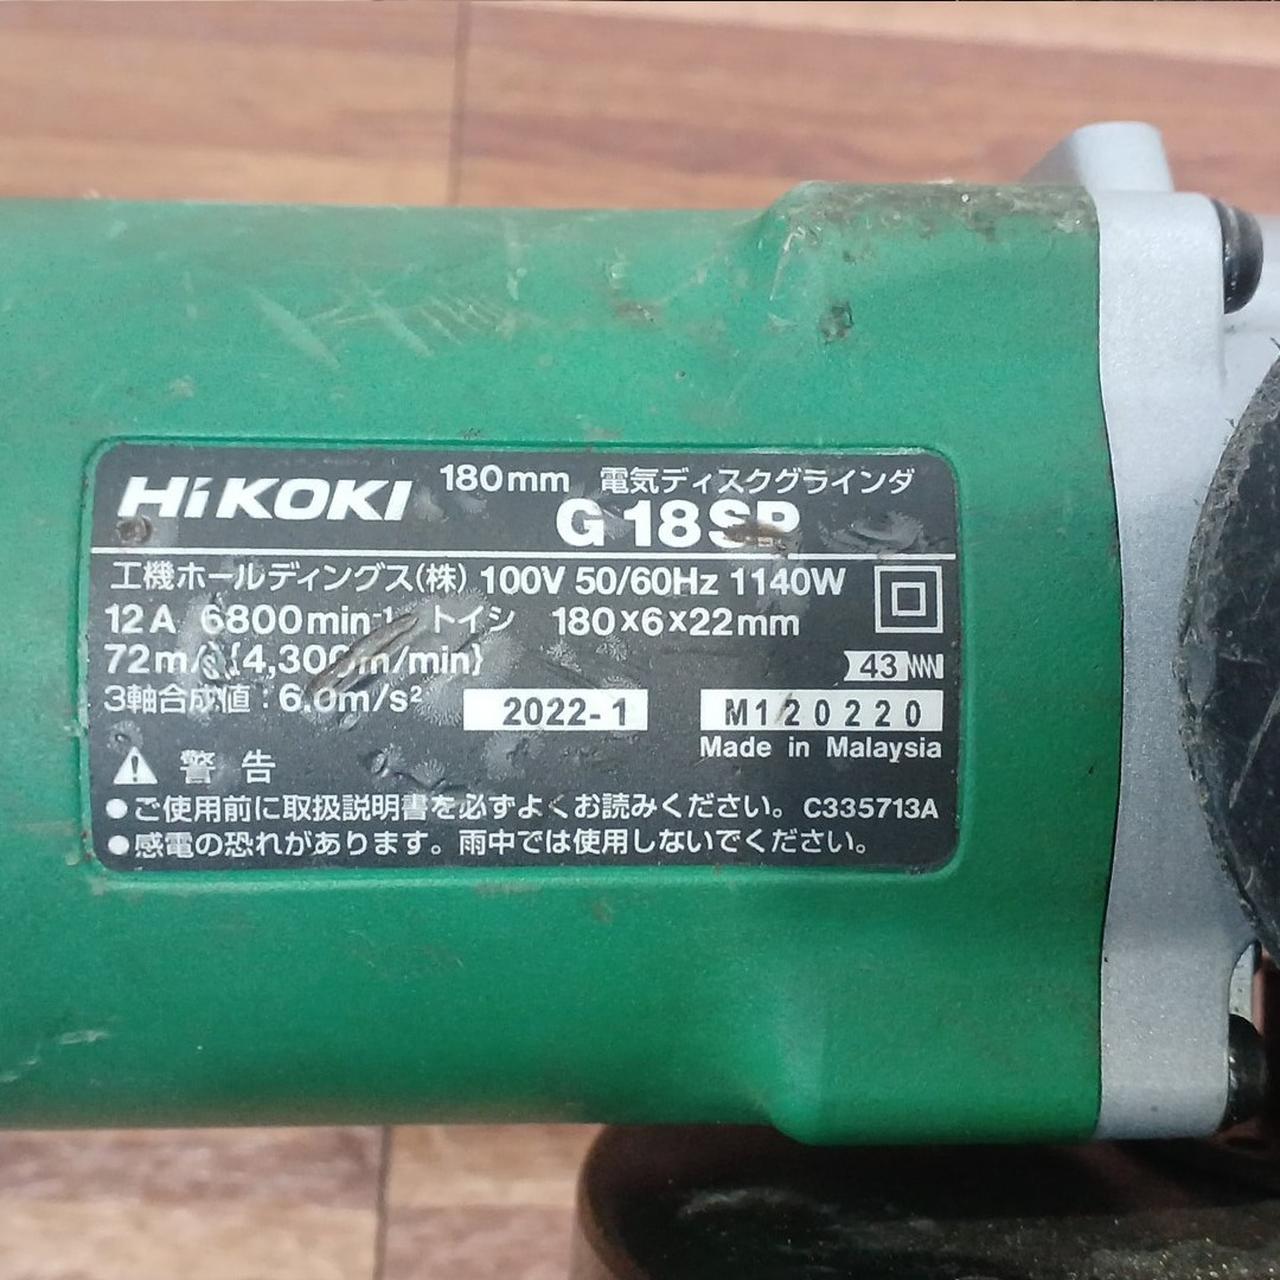 HiKOKI 180mm 電気ディスクグラインダ
G18SP
工機ホールディングス(株) 100V 50/60Hz 1140W
12A 6800min-1 トイシ 180×6×22mm
72m/s{4,300m/min} 43
3軸合成値:6.0m/s² 2022-1 M120220
Made in Malaysia
警告
●ご使用前に取扱説明書を必ずよくお読みください。C335713A
●感電の恐れがあります。雨中では使用しないでください。